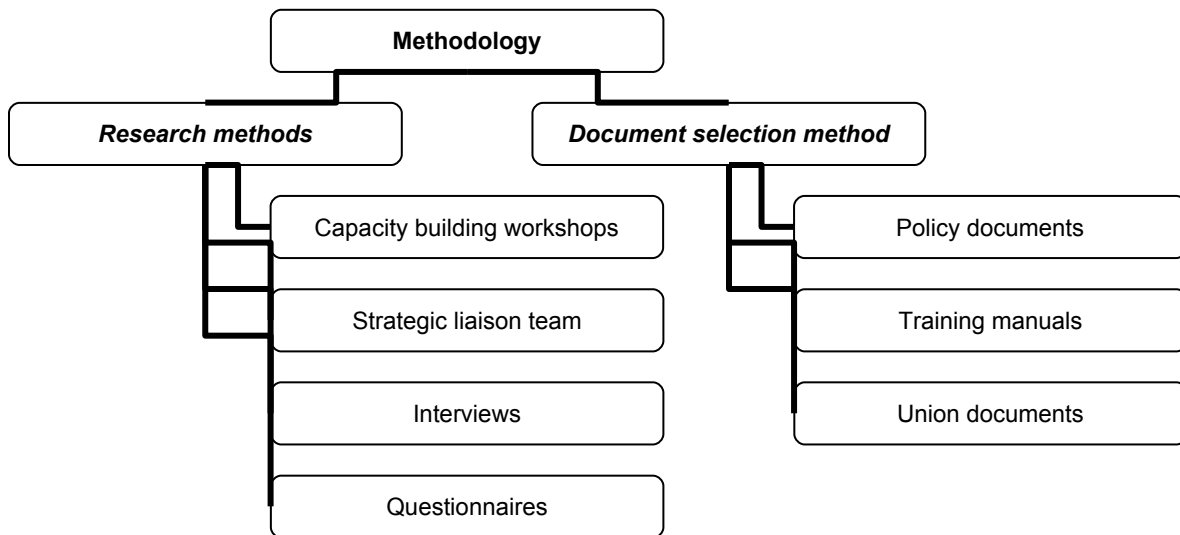 Methodology
Research methods
Document selection method
Capacity building workshops
Policy documents
Strategic liaison team
Training manuals
Interviews
Union documents
Questionnaires